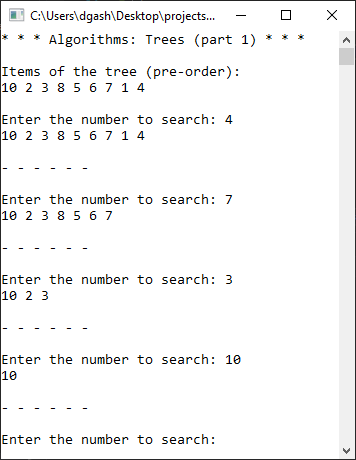 C:\Users\dgash\Desktop\projects...
* * * Algorithms: Trees (part 1) * * *
Items of the tree (pre-order):
10 2 3 8 5 6 7 1 4
Enter the number to search: 4
10 2 3 8 5 6 7 1 4
- - - - - -
Enter the number to search: 7
10 2 3 8 5 6 7
- - - - - -
Enter the number to search: 3
10 2 3
- - - - - -
Enter the number to search: 10
10
- - - - - -
Enter the number to search: